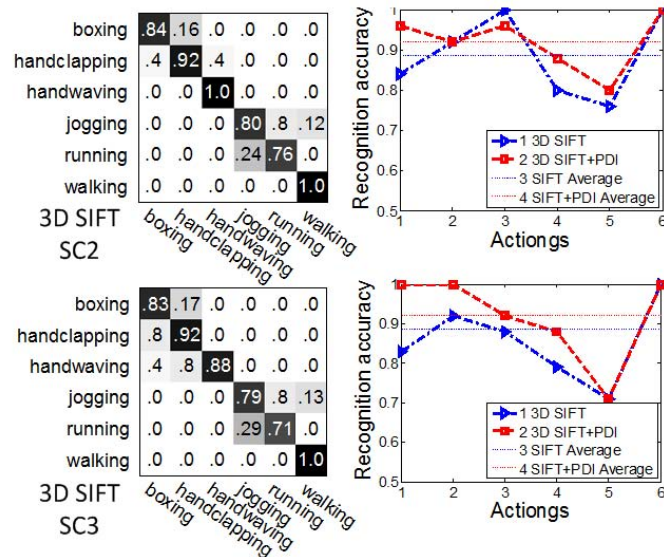 boxing .84 .16 .0 .0 .0 .0
handclapping .4 .92 .4 .0 .0 .0
handwaving .0 .0 1.0 .0 .0 .0
jogging .0 .0 .0 .80 .8 .12
running .0 .0 .0 .24 .76 .0
walking .0 .0 .0 .0 .0 1.0
boxing handclapping handwaving jogging running walking
3D SIFT
SC2
Recognition accuracy
1
0.9
0.8
0.7
0.6
0.5
1 3D SIFT
2 3D SIFT+PDI
3 SIFT Average
4 SIFT+PDI Average
1 2 3 4 5 6
Actiongs
boxing .83 .17 .0 .0 .0 .0
handclapping .8 .92 .0 .0 .0 .0
handwaving .4 .8 .88 .0 .0 .0
jogging .0 .0 .0 .79 .8 .13
running .0 .0 .0 .29 .71 .0
walking .0 .0 .0 .0 .0 1.0
boxing handclapping handwaving jogging running walking
3D SIFT
SC3
Recognition accuracy
1
0.9
0.8
0.7
0.6
0.5
1 3D SIFT
2 3D SIFT+PDI
3 SIFT Average
4 SIFT+PDI Average
1 2 3 4 5 6
Actiongs